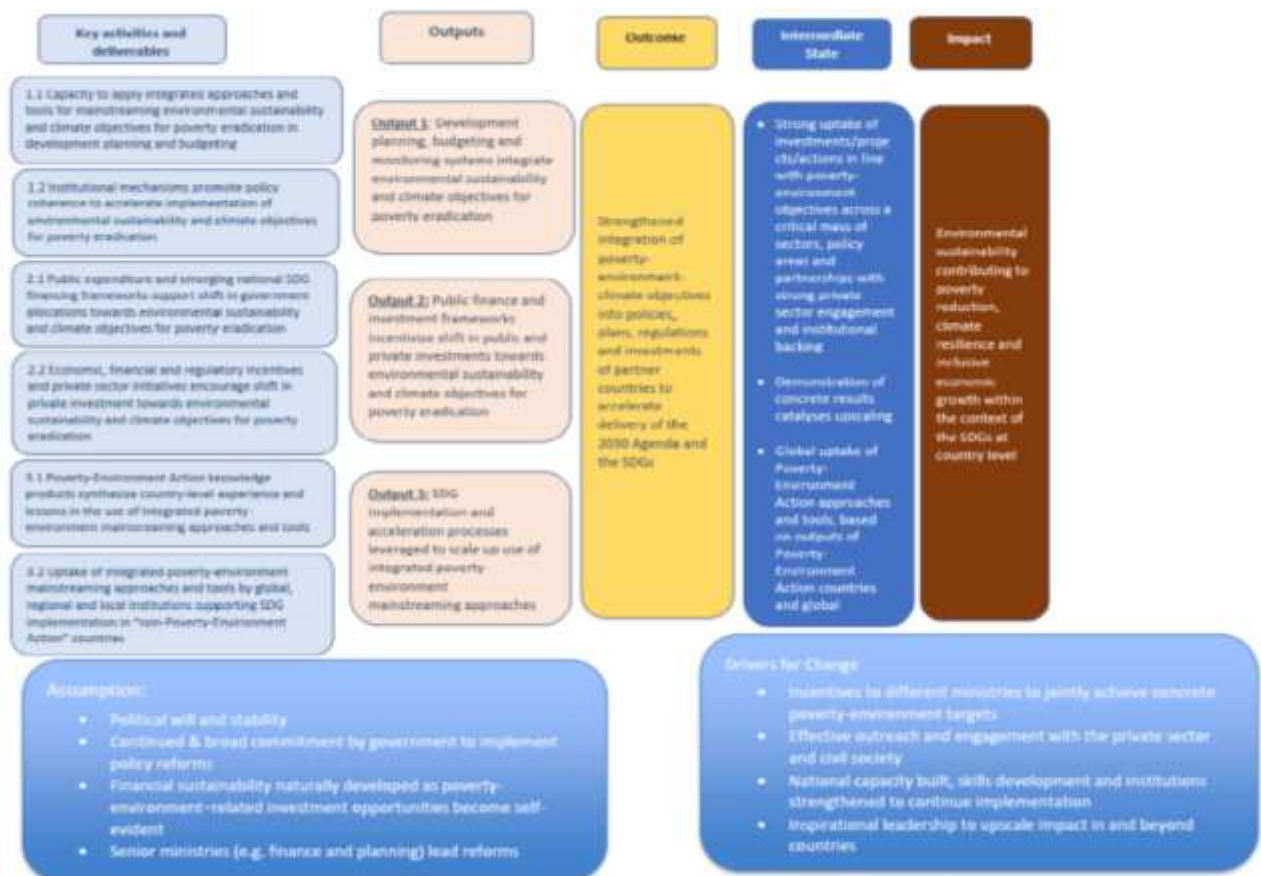 Key activities and
deliverables
Outputs
Outcome
Intermediate
State
Impact
1.1 Capacity to apply integrated approaches and
tools for mainstreaming environmental sustainability
and climate objectives for poverty eradication in
development planning and budgeting
1.2 Institutional mechanisms promote policy
coherence to accelerate implementation of
environmental sustainability and climate objectives
for poverty eradication
2.1 Public expenditure and emerging national SDG
financing frameworks support shift in government
allocations towards environmental sustainability
and climate objectives for poverty eradication
2.2 Economic, financial and regulatory incentives
and private sector initiatives encourage shift in
private investment towards environmental
sustainability and climate objectives for poverty
eradication
3.1 Poverty-Environment Action knowledge
products synthesise country-level experience and
lessons in the use of integrated poverty
environment mainstreaming approaches and tools
3.2 Uptake of integrated poverty-environment
mainstreaming approaches and tools by global,
regional and local institutions supporting SDG
implementation in "non-Poverty-Environment
Action" countries
Output 1: Development
planning, budgeting and
monitoring systems integrate
environmental sustainability
and climate objectives for
poverty eradication
Output 2: Public finance and
investment frameworks
incentivise shift in public and
private investments towards
environmental sustainability
and climate objectives for
poverty eradication
Output 3: SDG
implementation and
acceleration processes
leveraged to scale up use of
integrated poverty-
environment
mainstreaming approaches
Strengthened
integration of
poverty-
environment-
climate objectives
into policies,
plans, regulations
and investments
of partner
countries to
accelerate
delivery of the
2030 Agenda and
the SDGs
• Strong uptake of
investments/proje
cts/actions in line
with poverty-
environment
objectives across a
critical mass of
sectors, policy
areas and
partnerships with
strong private
sector engagement
and institutional
backing
• Demonstration of
concrete results
catalyses upscaling
• Global uptake of
Poverty-
Environment
Action approaches
and tools, based
on outputs of
Poverty-
Environment
Action countries
and global
Environmental
sustainability
contributing to
poverty
reduction,
climate
resilience and
inclusive
economic
growth within
the context of
the SDGs at
country level
Assumption:
• Political will and stability
• Continued & broad commitment by government to implement
policy reforms
• Financial sustainability naturally developed as poverty-
environment-related investment opportunities become self-
evident
• Senior ministries (e.g. finance and planning) lead reforms
Drivers for Change
• Incentives to different ministries to jointly achieve concrete
poverty-environment targets
• Effective outreach and engagement with the private sector
and civil society
• National capacity built, skills development and institutions
strengthened to continue implementation
• Inspirational leadership to upscale impact in and beyond
countries